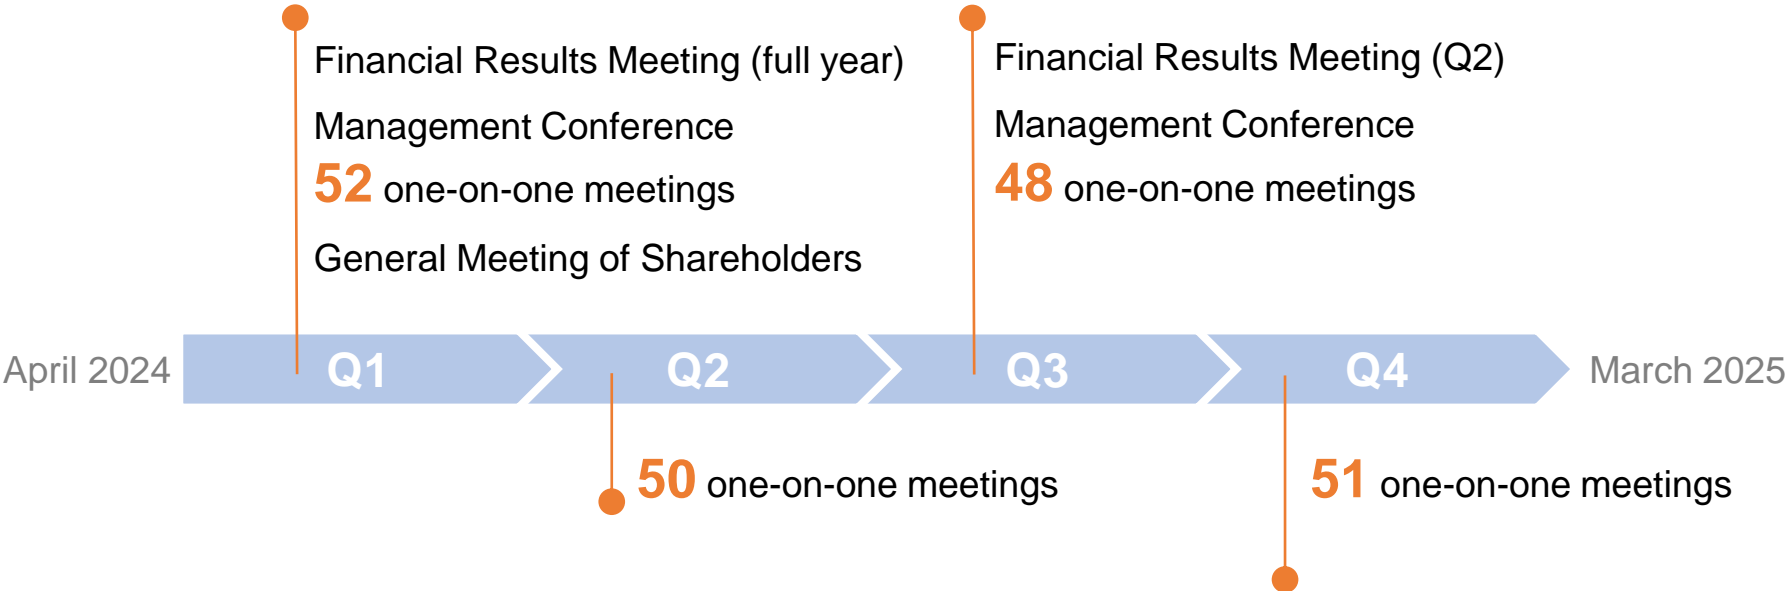 Financial Results Meeting (full year)
Management Conference
52 one-on-one meetings
General Meeting of Shareholders
Financial Results Meeting (Q2)
Management Conference
48 one-on-one meetings
April 2024
Q1
Q2
Q3
Q4
March 2025
50 one-on-one meetings
51 one-on-one meetings